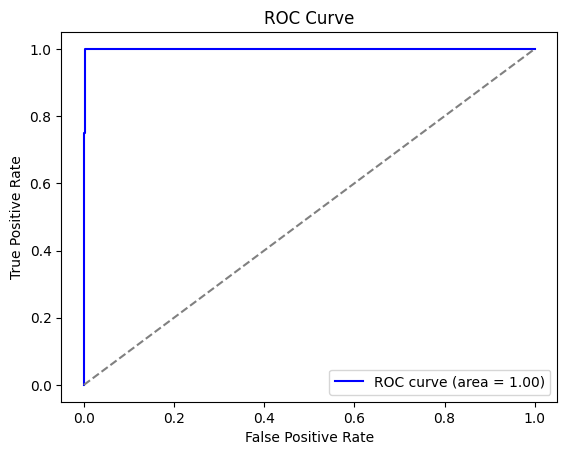 ROC Curve
1.0
0.8
0.6
0.4
0.2
0.0
True Positive Rate
ROC curve (area = 1.00)
0.0 0.2 0.4 0.6 0.8 1.0
False Positive Rate